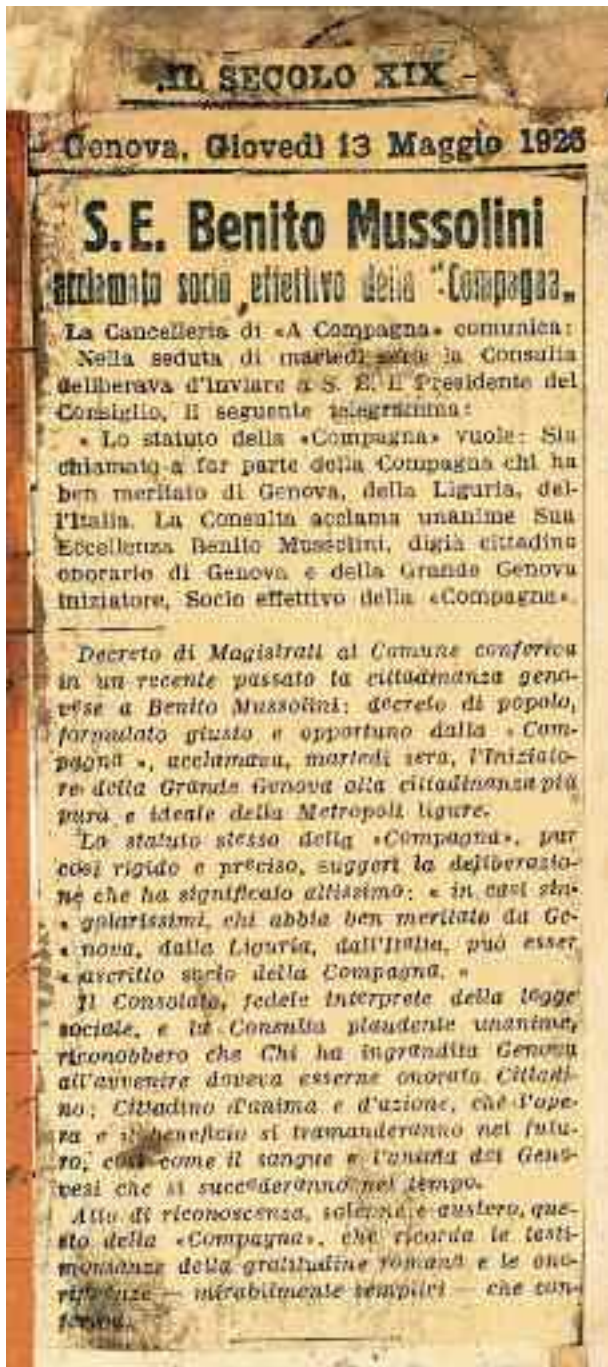 IL SECOLO XIX -
Genova, Giovedì 13 Maggio 1926
S.E. Benito Mussolini
acclamato socio effettivo della "Compagna„
La Cancelleria di «A Compagna» comunica:
Nella seduta di martedì sera la Consulta
deliberava d'inviare a S. E. il Presidente del
Consiglio, il seguente telegramma:
« Lo statuto della «Compagna» vuole: Sia
chiamato a far parte della Compagna chi ha
ben meritato di Genova, della Liguria, del-
l'Italia. La Consulta acclama unanime Sua
Eccellenza Benito Mussolini, digià cittadino
onorario di Genova e della Grande Genova
iniziatore, Socio effettivo della «Compagna».
Decreto di Magistrati al Comune conferiva
in un recente passato la cittadinanza geno-
vese a Benito Mussolini: decreto di popolo,
formulato giusto e opportuno dalla « Com-
pagna », acclamava, martedì sera, l'Iniziato-
re della Grande Genova alla cittadinanza più
pura e ideale della Metropoli ligure.
Lo statuto stesso della «Compagna», pur
così rigido e preciso, suggerì la deliberazio-
ne che ha significato altissimo: « in casi sin-
« golarissimi, chi abbia ben meritato da Ge-
« nova, dalla Liguria, dall'Italia, può esser
« ascritto socio della Compagna. »
Il Consolato, fedele interprete della legge
sociale, e la Consulta plaudente unanime,
riconobbero che Chi ha ingrandita Genova
all'avvenire doveva esserne onorato Cittadi-
no; Cittadino d'anima e d'azione, chè l'ope-
ra e il beneficio si tramanderanno nel futu-
ro, così come il sangue e l'anima dei Geno-
vesi che si succederanno nel tempo.
Atto di riconoscenza, solenne e austero, que-
sto della «Compagna», che ricorda le testi-
monianze della gratitudine romana e le ono-
rificenze — mirabilmente semplici — che con-